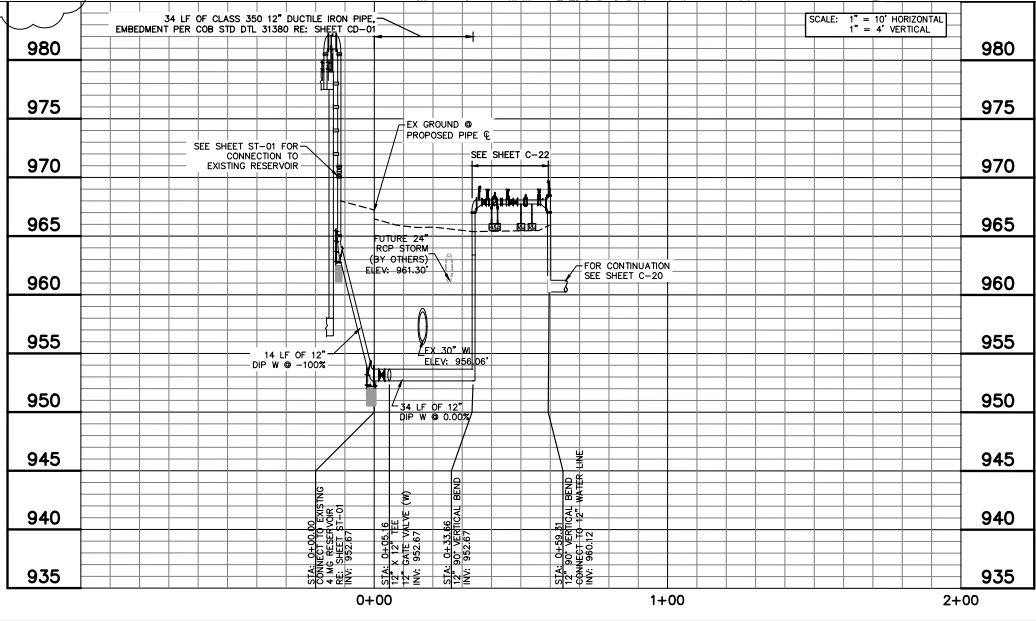 34 LF OF CLASS 350 12" DUCTILE IRON PIPE,
EMBEDMENT PER COB STD DTL 31380 RE: SHEET CD-01
SCALE: 1" = 10' HORIZONTAL
1" = 4' VERTICAL
980
980
975
975
EX GROUND @
PROPOSED PIPE ℄
SEE SHEET ST-01 FOR
CONNECTION TO
EXISTING RESERVOIR
SEE SHEET C-22
970
970
965
965
FUTURE 24"
RCP STORM
(BY OTHERS)
ELEV: 961.30'
FOR CONTINUATION
SEE SHEET C-20
960
960
955
955
14 LF OF 12"
DIP W @ -100%
EX 30" WL
ELEV: 956.06'
34 LF OF 12"
DIP W @ 0.00%
950
950
945
945
940
940
935
935
STA: 0+00.00
CONNECT TO EXISTNG
4 MG RESERVOIR
RE: SHEET ST-01
INV: 952.67
STA: 0+05.16
12" X 12" TEE
12" GATE VALVE (W)
INV: 952.67
STA: 0+33.66
12" 90° VERTICAL BEND
INV: 952.67
STA: 0+59.31
12" 90° VERTICAL BEND
CONNECT TO 12" WATER LINE
INV: 960.12
0+00
1+00
2+00